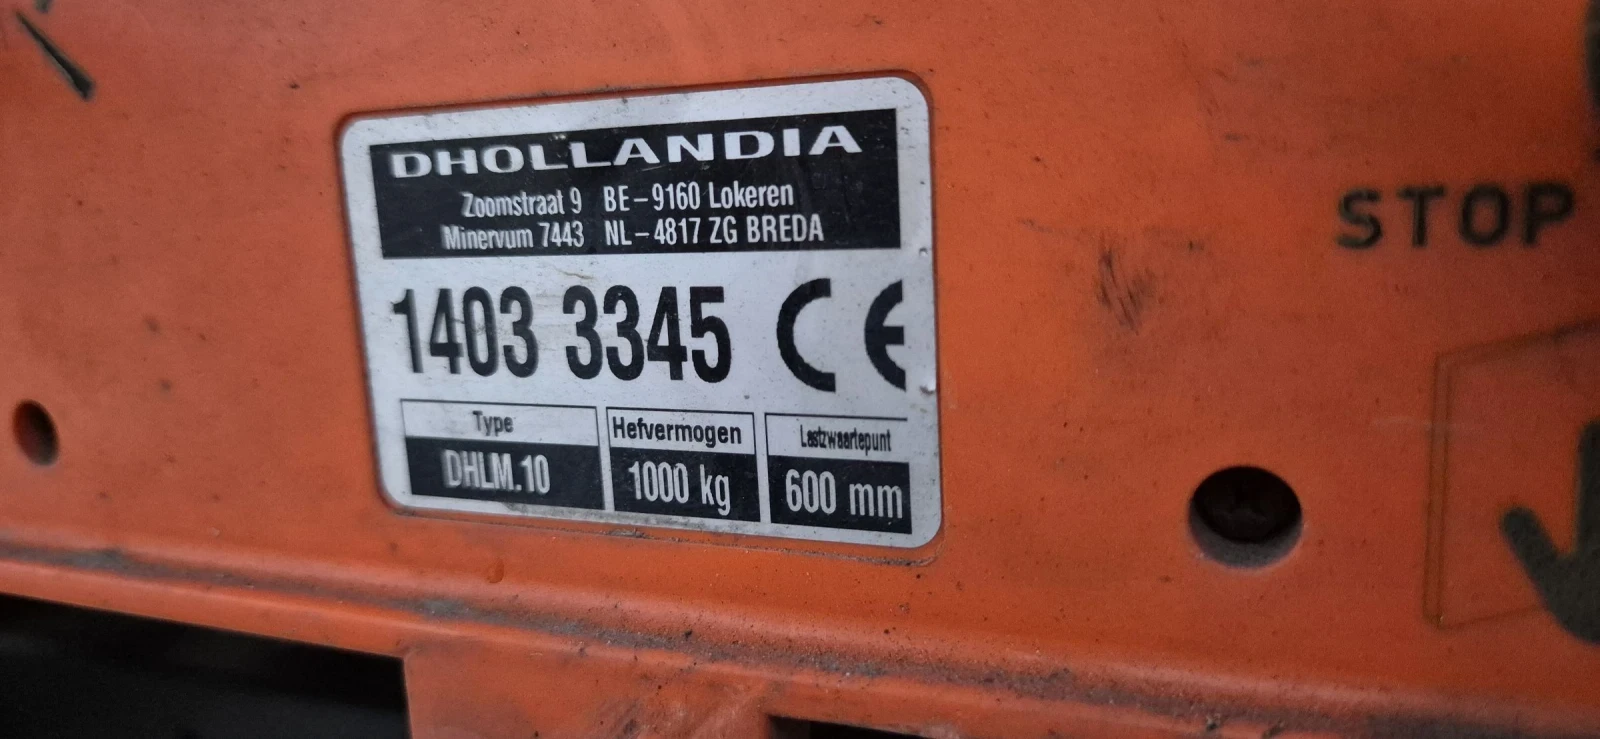 DHOLLANDIA
Zoomstraat 9 BE-9160 Lokeren
Minervum 7443 NL-4817 ZG BREDA
1403 3345 CE
Type Hefvermogen Lastzwaartepunt
DHLM.10 1000 kg 600 mm
STOP